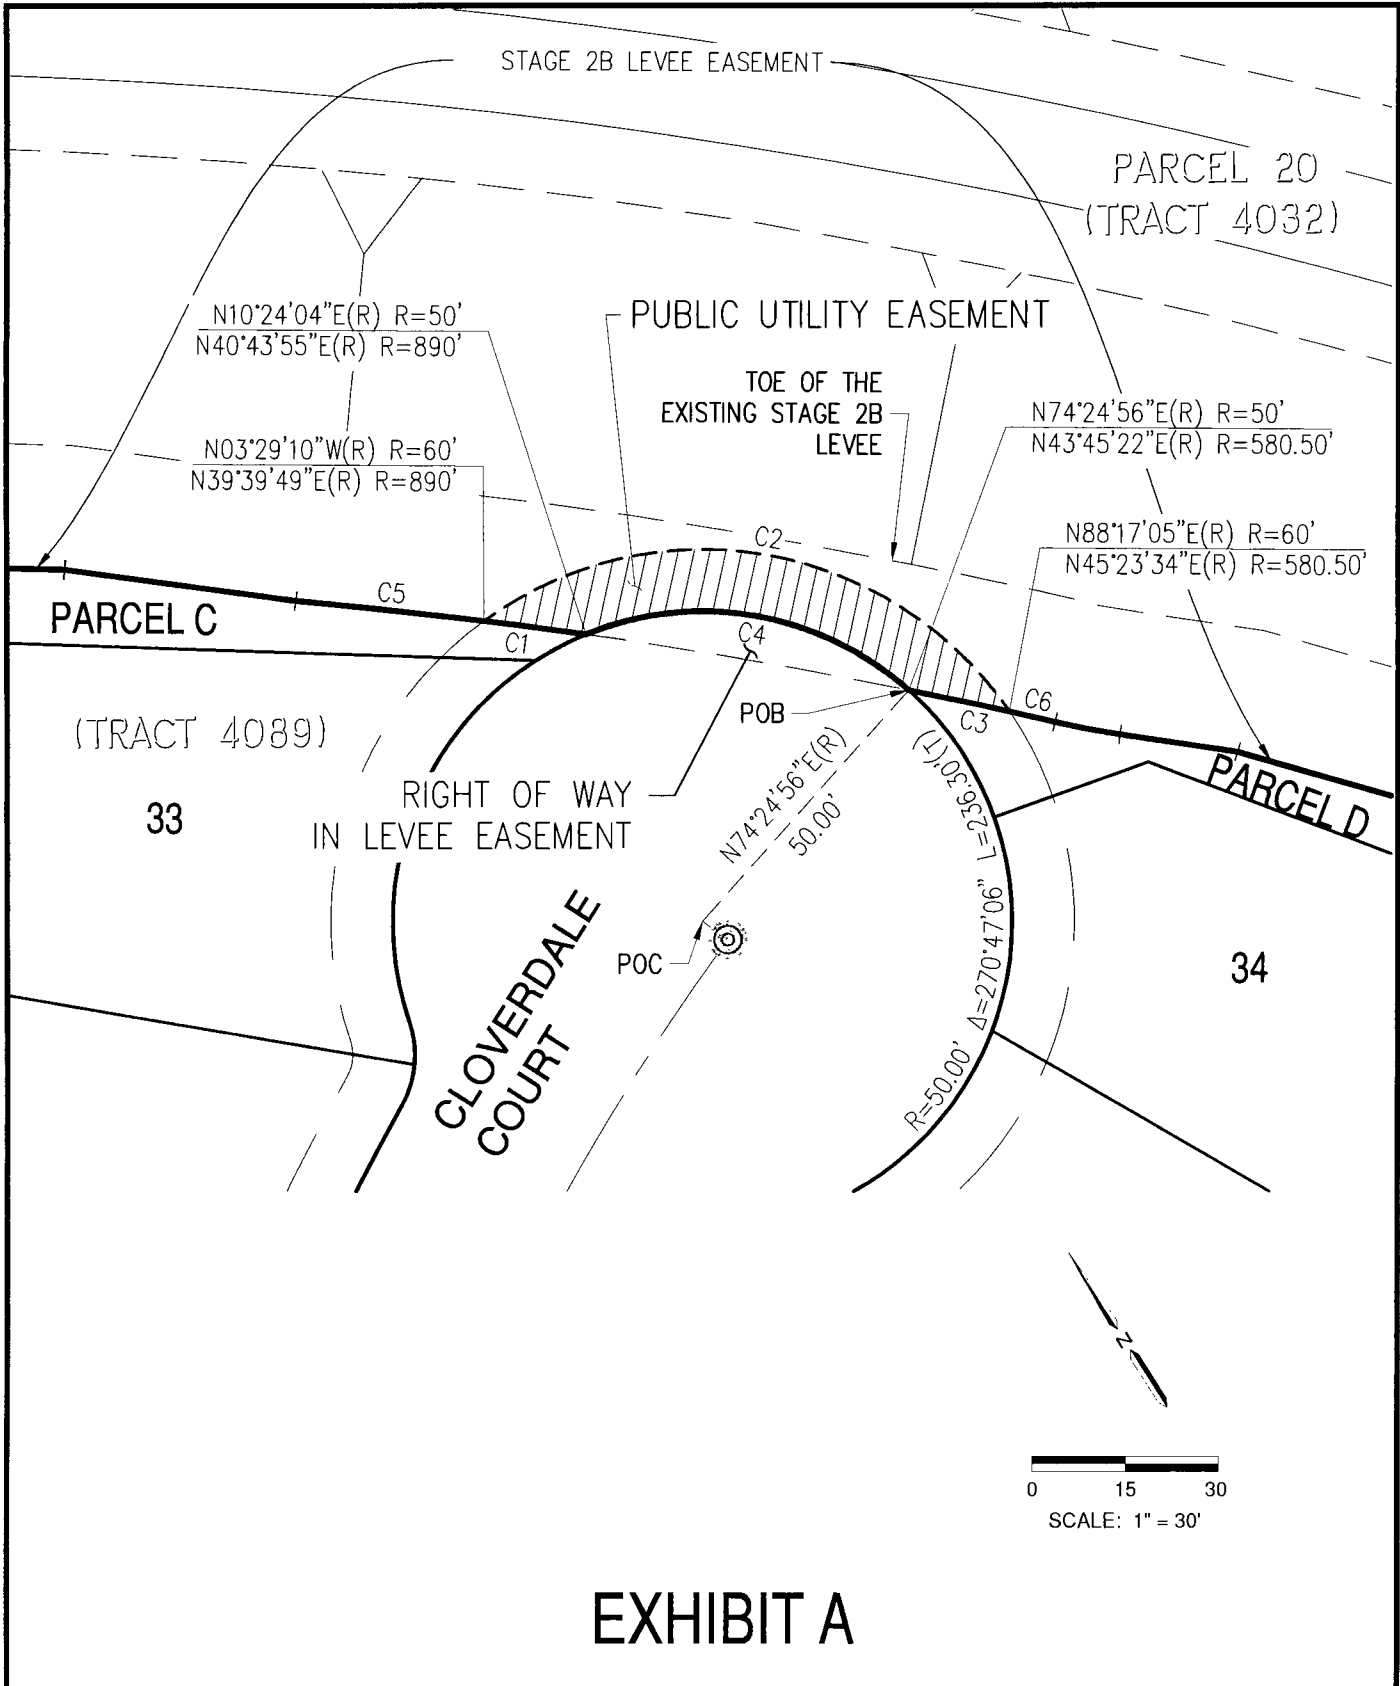 STAGE 2B LEVEE EASEMENT
PARCEL 20
(TRACT 4032)
N10°24'04"E(R) R=50'
N40°43'55"E(R) R=890'
PUBLIC UTILITY EASEMENT
TOE OF THE
EXISTING STAGE 2B
LEVEE
N74°24'56"E(R) R=50'
N43°45'22"E(R) R=580.50'
N03°29'10"W(R) R=60'
N39°39'49"E(R) R=890'
N88°17'05"E(R) R=60'
N45°23'34"E(R) R=580.50'
C2
C5
PARCEL C
C1
C4
C6
C3
POB
(TRACT 4089)
33
RIGHT OF WAY
IN LEVEE EASEMENT
N74°24'56"E(R)
50.00'
PARCEL D
R=50.00' Δ=270°47'06" L=236.30'(T)
POC
34
CLOVERDALE
COURT
N
0 15 30
SCALE: 1" = 30'
EXHIBIT A